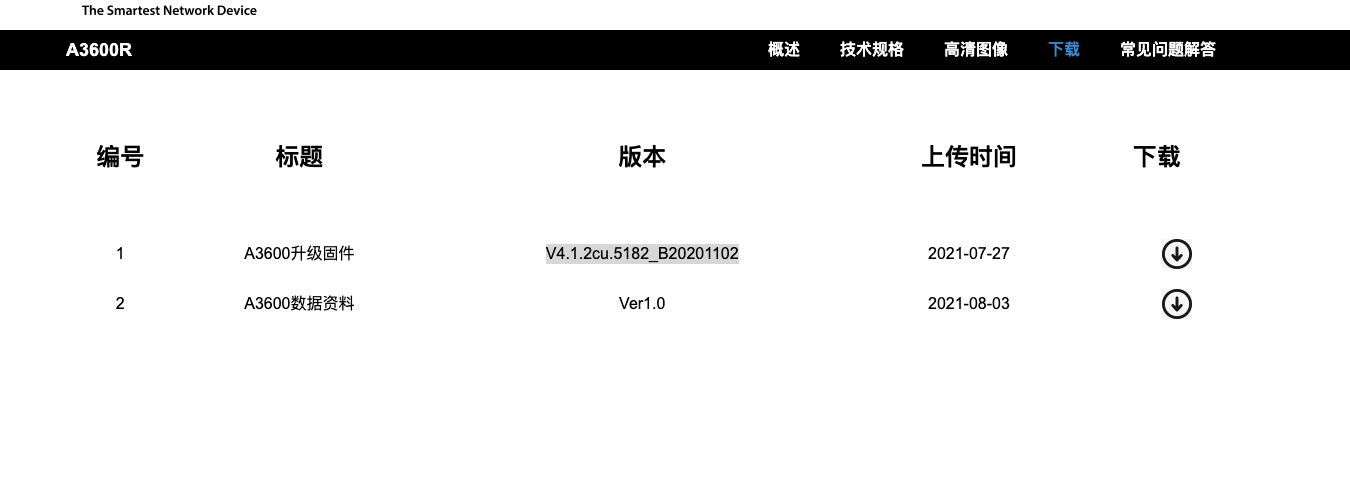 The Smartest Network Device
A3600R 概述 技术规格 高清图像 下载 常见问题解答
编号 标题 版本 上传时间 下载
1 A3600升级固件 V4.1.2cu.5182_B20201102 2021-07-27
2 A3600数据资料 Ver1.0 2021-08-03